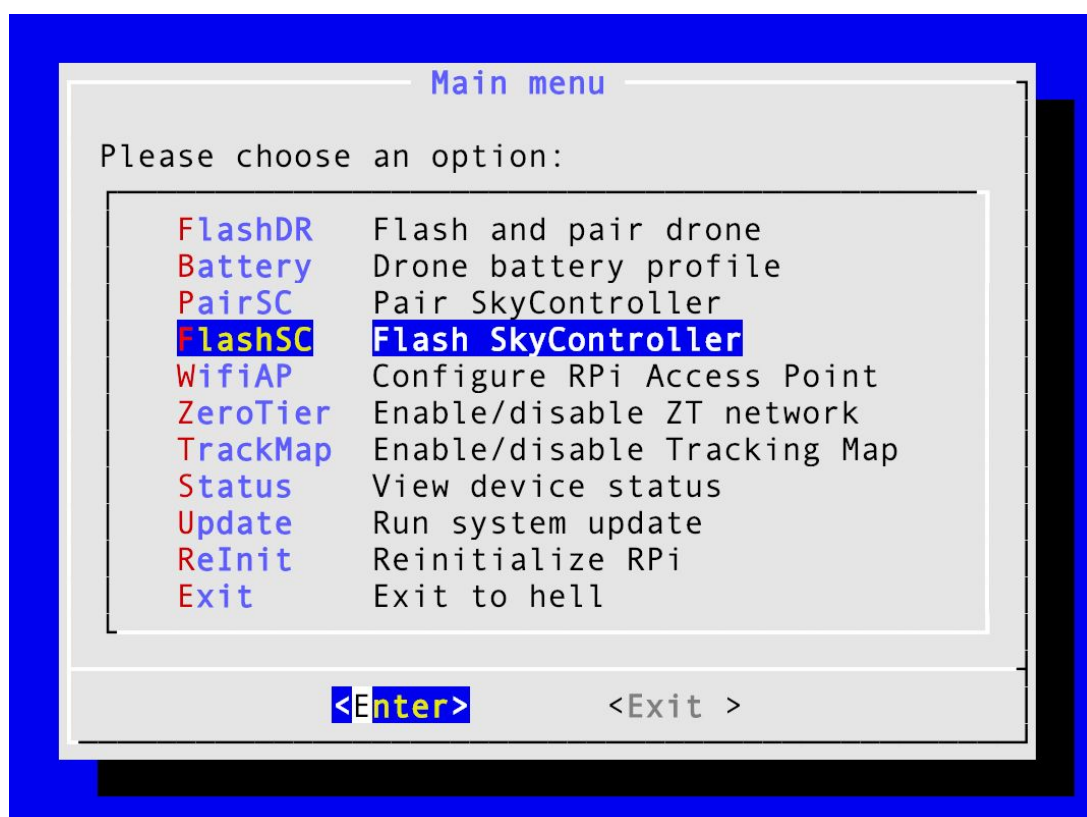 Main menu
Please choose an option:
FlashDR Flash and pair drone
Battery Drone battery profile
PairSC Pair SkyController
FlashSC Flash SkyController
WifiAP Configure RPi Access Point
ZeroTier Enable/disable ZT network
TrackMap Enable/disable Tracking Map
Status View device status
Update Run system update
ReInit Reinitialize RPi
Exit Exit to hell
<Enter> <Exit >